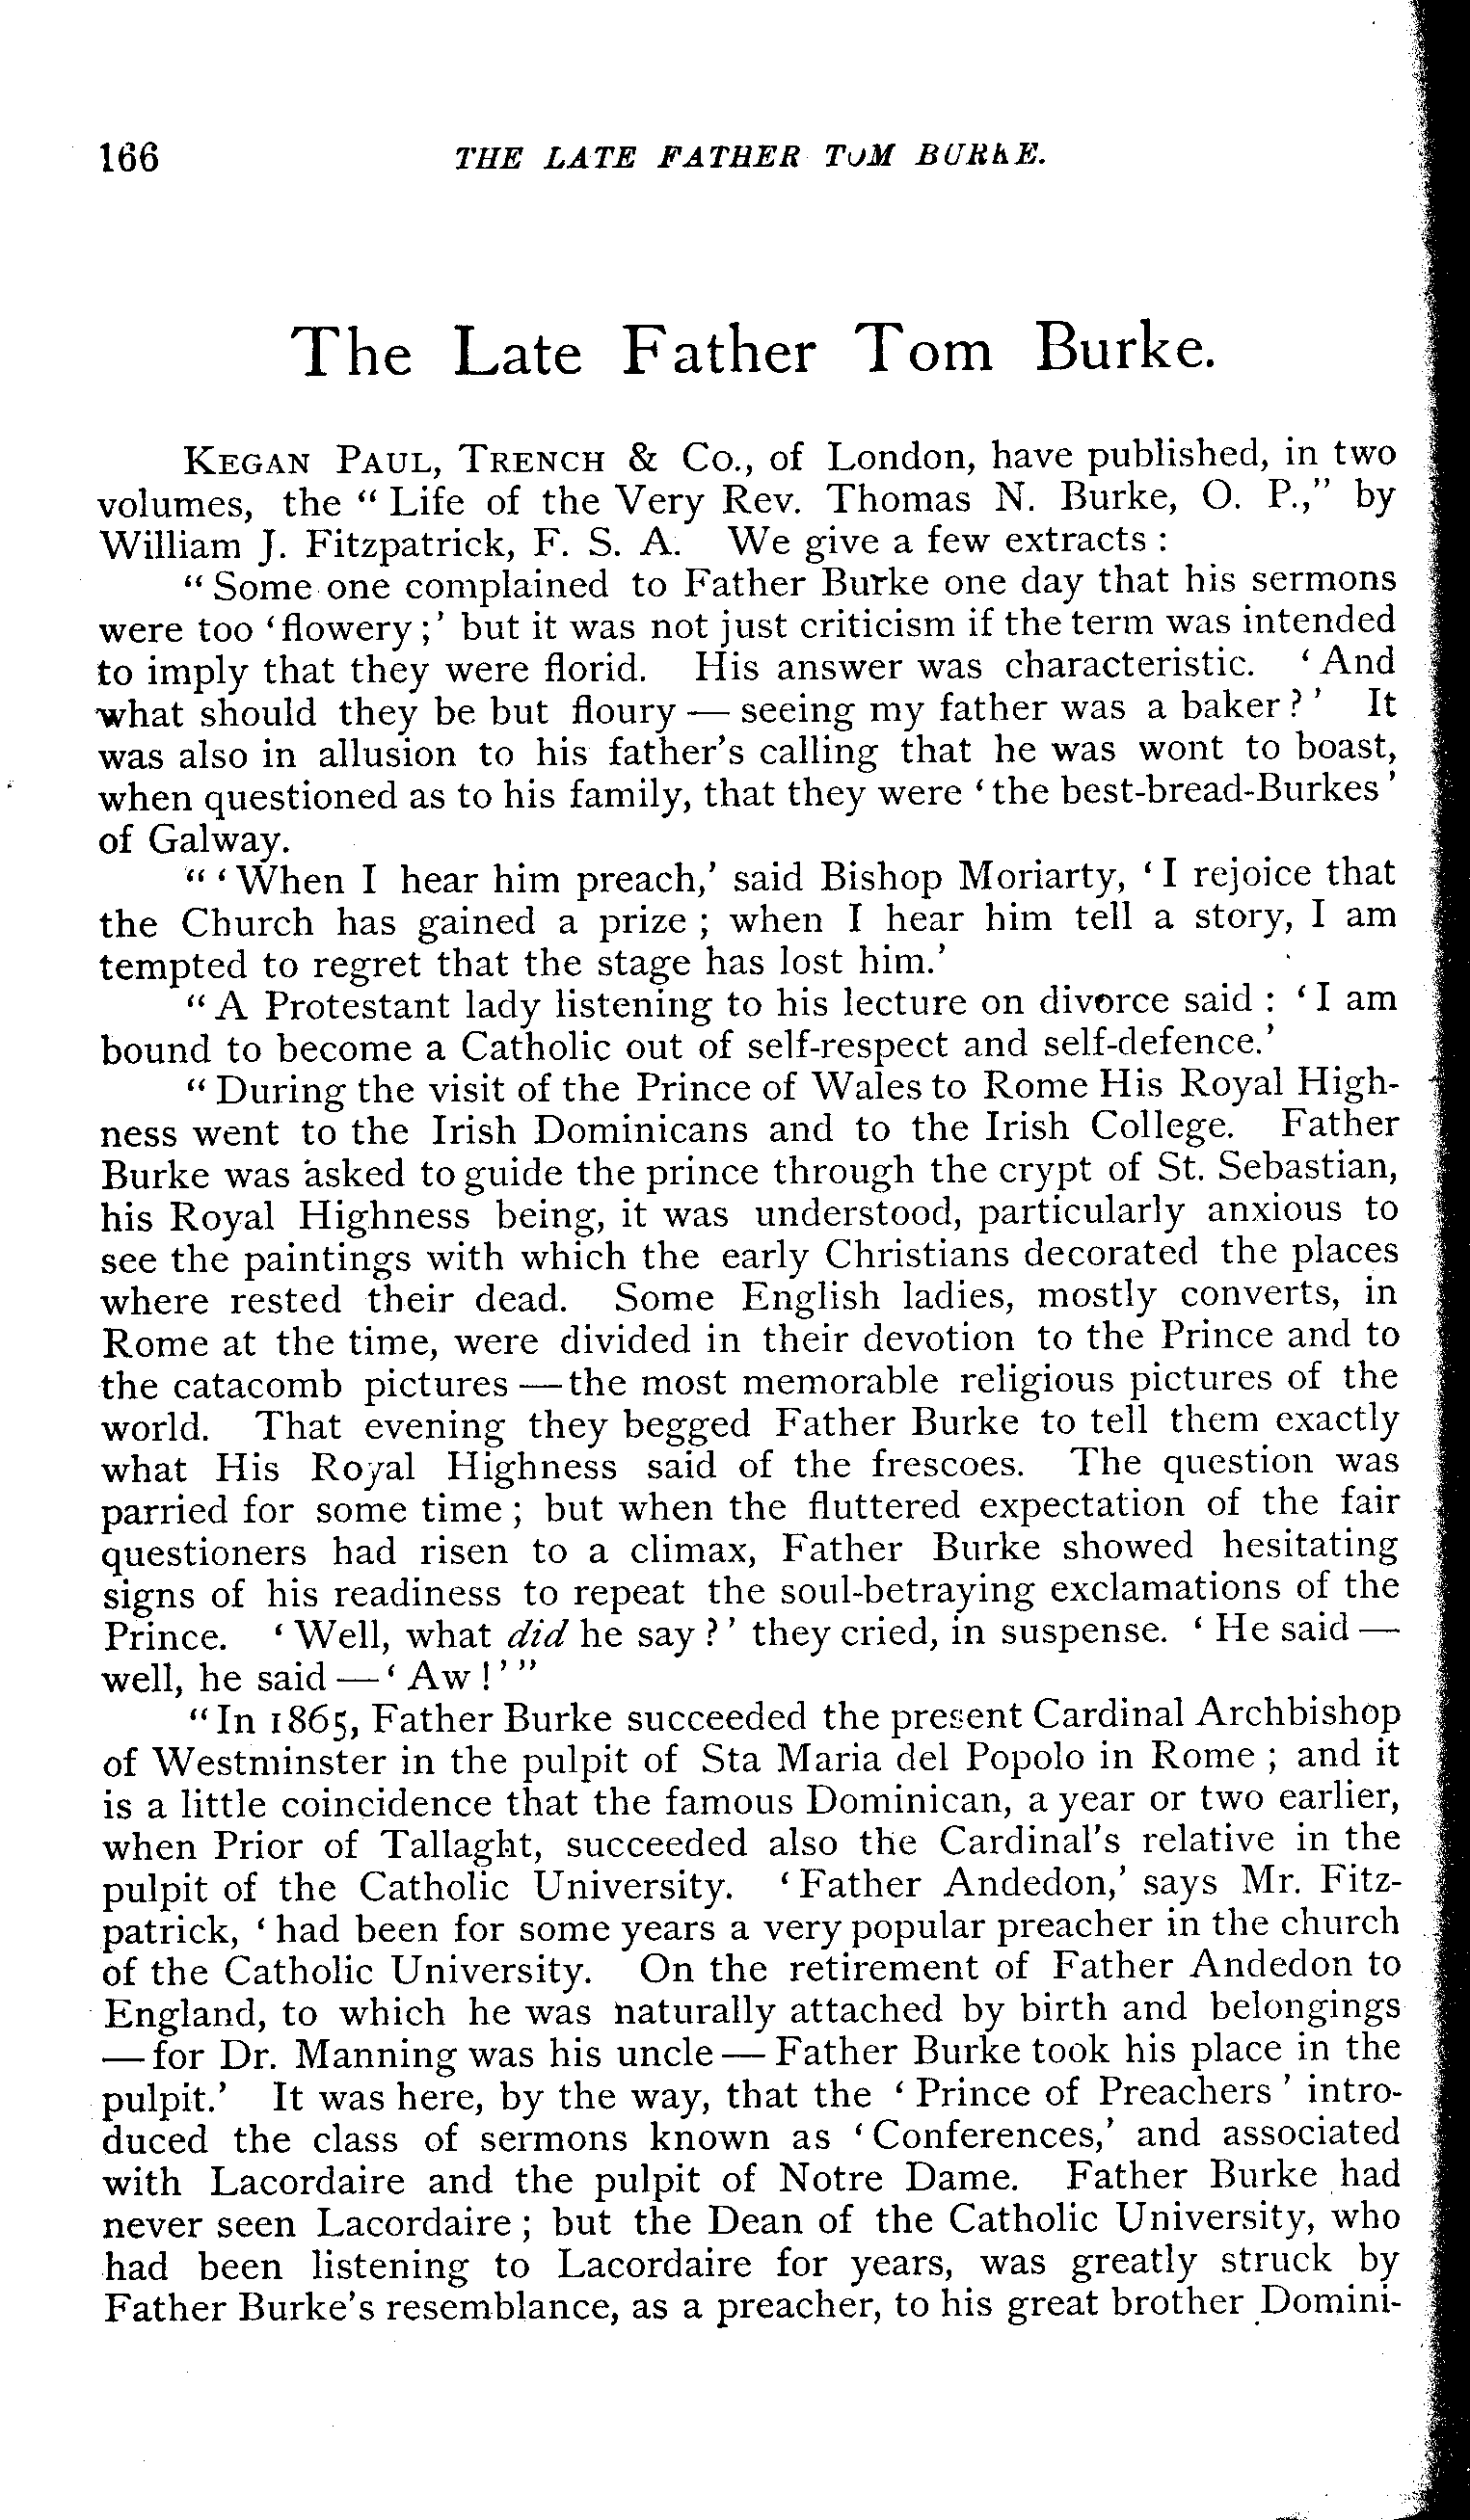 166 THE LATE FATHER TOM BURKE.
The Late Father Tom Burke.
KEGAN PAUL, TRENCH & Co., of London, have published, in two
volumes, the " Life of the Very Rev. Thomas N. Burke, O. P.," by
William J. Fitzpatrick, F. S. A. We give a few extracts :
" Some one complained to Father Burke one day that his sermons
were too ‘flowery ;’ but it was not just criticism if the term was intended
to imply that they were florid. His answer was characteristic. ‘ And
what should they be but floury — seeing my father was a baker ? ’ It
was also in allusion to his father's calling that he was wont to boast,
when questioned as to his family, that they were ‘ the best-bread-Burkes ’
of Galway.
" ‘ When I hear him preach,’ said Bishop Moriarty, ‘ I rejoice that
the Church has gained a prize ; when I hear him tell a story, I am
tempted to regret that the stage has lost him.’
" A Protestant lady listening to his lecture on divorce said : ‘ I am
bound to become a Catholic out of self-respect and self-defence.’
" During the visit of the Prince of Wales to Rome His Royal High-
ness went to the Irish Dominicans and to the Irish College. Father
Burke was asked to guide the prince through the crypt of St. Sebastian,
his Royal Highness being, it was understood, particularly anxious to
see the paintings with which the early Christians decorated the places
where rested their dead. Some English ladies, mostly converts, in
Rome at the time, were divided in their devotion to the Prince and to
the catacomb pictures — the most memorable religious pictures of the
world. That evening they begged Father Burke to tell them exactly
what His Royal Highness said of the frescoes. The question was
parried for some time ; but when the fluttered expectation of the fair
questioners had risen to a climax, Father Burke showed hesitating
signs of his readiness to repeat the soul-betraying exclamations of the
Prince. ‘ Well, what did he say ? ’ they cried, in suspense. ‘ He said —
well, he said — ‘ Aw ! ’ "
" In 1865, Father Burke succeeded the present Cardinal Archbishop
of Westminster in the pulpit of Sta Maria del Popolo in Rome ; and it
is a little coincidence that the famous Dominican, a year or two earlier,
when Prior of Tallaght, succeeded also the Cardinal's relative in the
pulpit of the Catholic University. ‘ Father Andedon,’ says Mr. Fitz-
patrick, ‘ had been for some years a very popular preacher in the church
of the Catholic University. On the retirement of Father Andedon to
England, to which he was naturally attached by birth and belongings
— for Dr. Manning was his uncle — Father Burke took his place in the
pulpit.’ It was here, by the way, that the ‘ Prince of Preachers ’ intro-
duced the class of sermons known as ‘ Conferences,’ and associated
with Lacordaire and the pulpit of Notre Dame. Father Burke had
never seen Lacordaire ; but the Dean of the Catholic University, who
had been listening to Lacordaire for years, was greatly struck by
Father Burke's resemblance, as a preacher, to his great brother Domini-